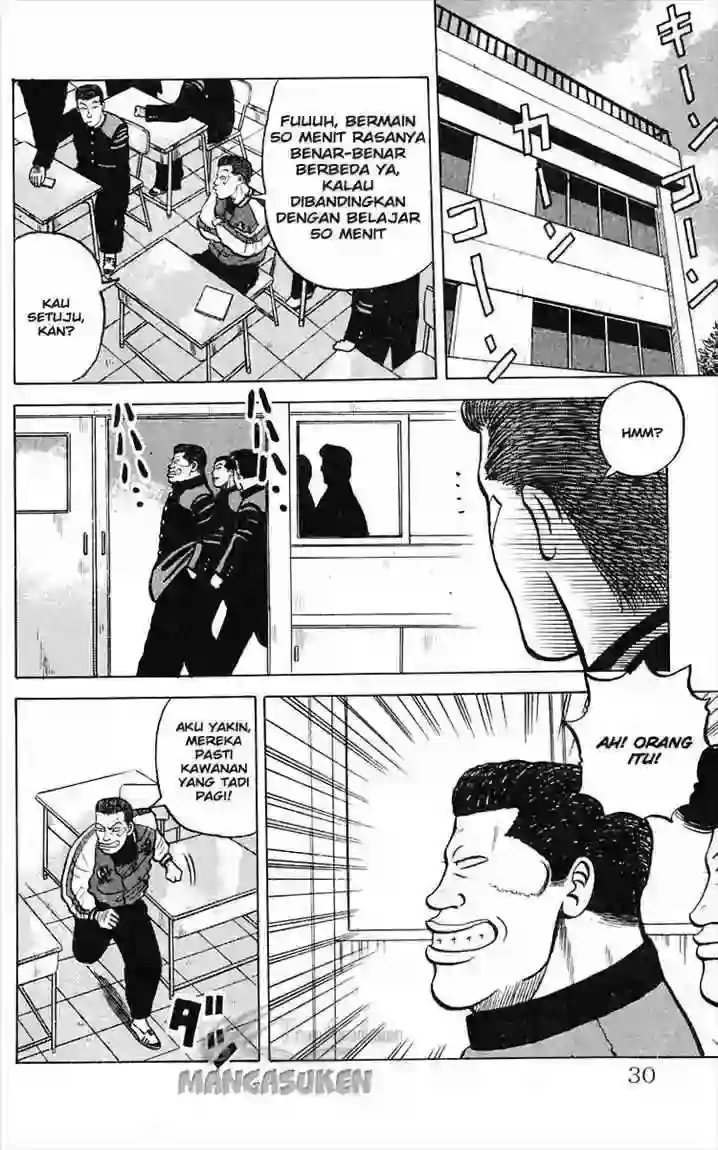 キーン
カーン
コーン
コーン
FUUUH, BERMAIN
50 MENIT RASANYA
BENAR-BENAR
BERBEDA YA,
KALAU
DIBANDINGKAN
DENGAN BELAJAR
50 MENIT
KAU
SETUJU,
KAN?
HMM?
AH! ORANG
ITU!
AKU YAKIN,
MEREKA
PASTI
KAWANAN
YANG TADI
PAGI!
ダッ
MANGASUKEN
30